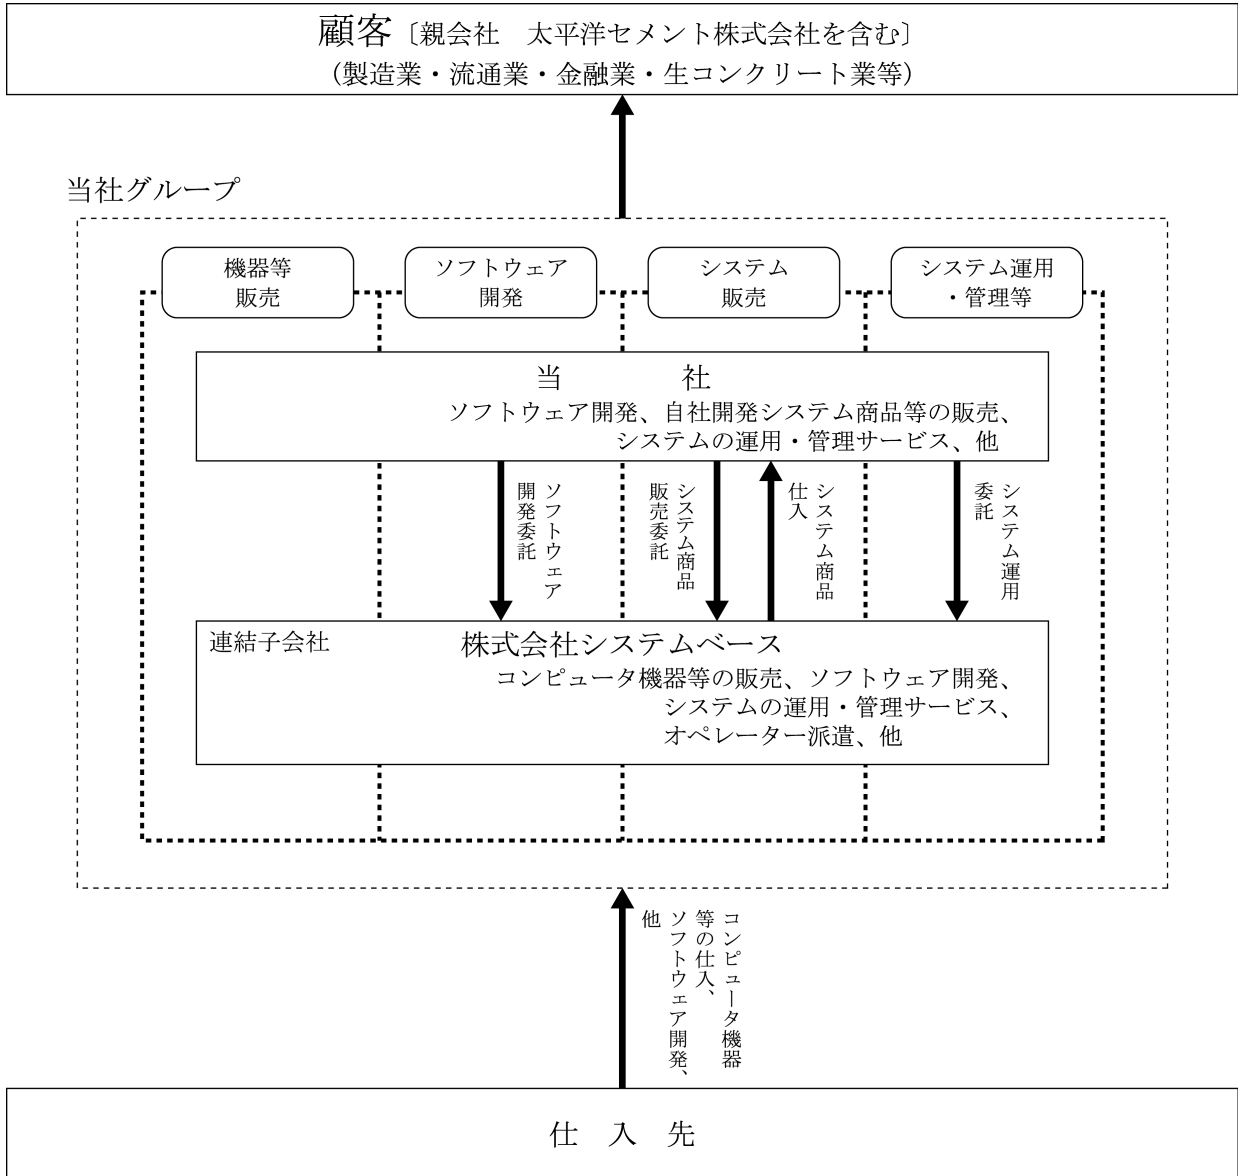 顧客〔親会社　太平洋セメント株式会社を含む〕
（製造業・流通業・金融業・生コンクリート業等）
当社グループ
機器等
販売
ソフトウェア
開発
システム
販売
システム運用
・管理等
当　社
ソフトウェア開発、自社開発システム商品等の販売、
システムの運用・管理サービス、他
ソフトウェア
開発委託
システム商品
販売委託
システム商品
仕入
システム運用
委託
連結子会社
株式会社システムベース
コンピュータ機器等の販売、ソフトウェア開発、
システムの運用・管理サービス、
オペレーター派遣、他
コンピュータ機器
等の仕入、
ソフトウェア開発、
他
仕　入　先